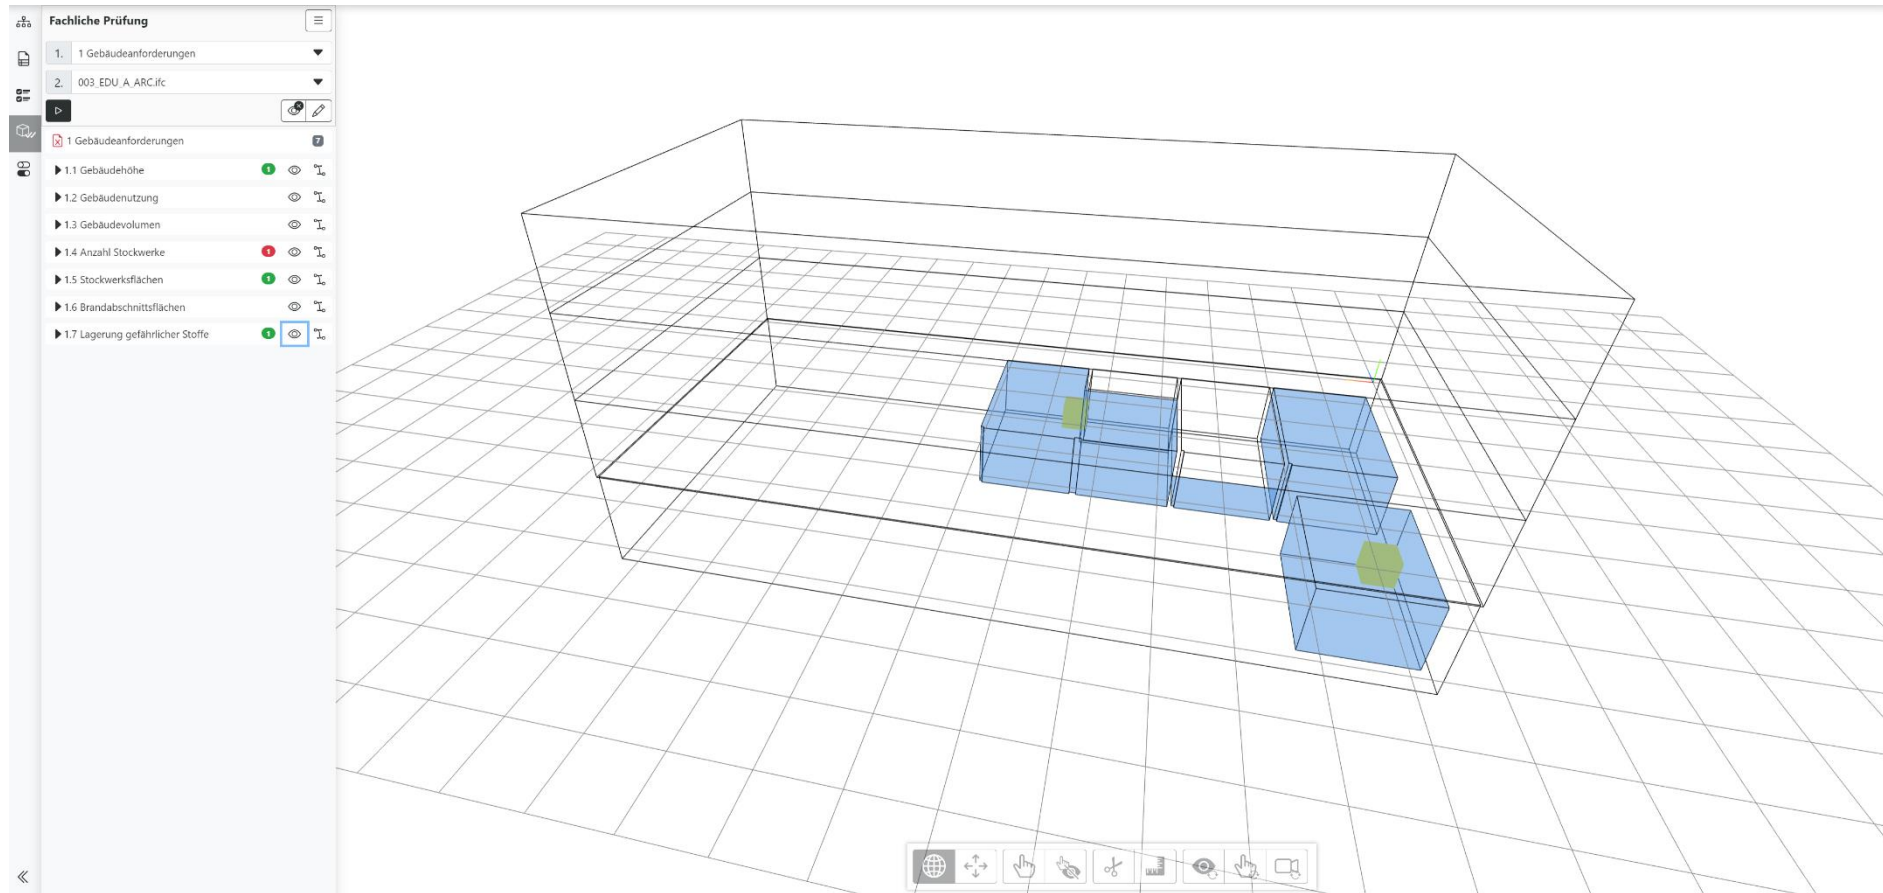 Fachliche Prüfung
1. 1 Gebäudeanforderungen
2. 003_EDU_A_ARC.ifc
1 Gebäudeanforderungen 7
1.1 Gebäudehöhe 1
1.2 Gebäudenutzung
1.3 Gebäudevolumen
1.4 Anzahl Stockwerke 1
1.5 Stockwerksflächen 1
1.6 Brandabschnittsflächen
1.7 Lagerung gefährlicher Stoffe 1